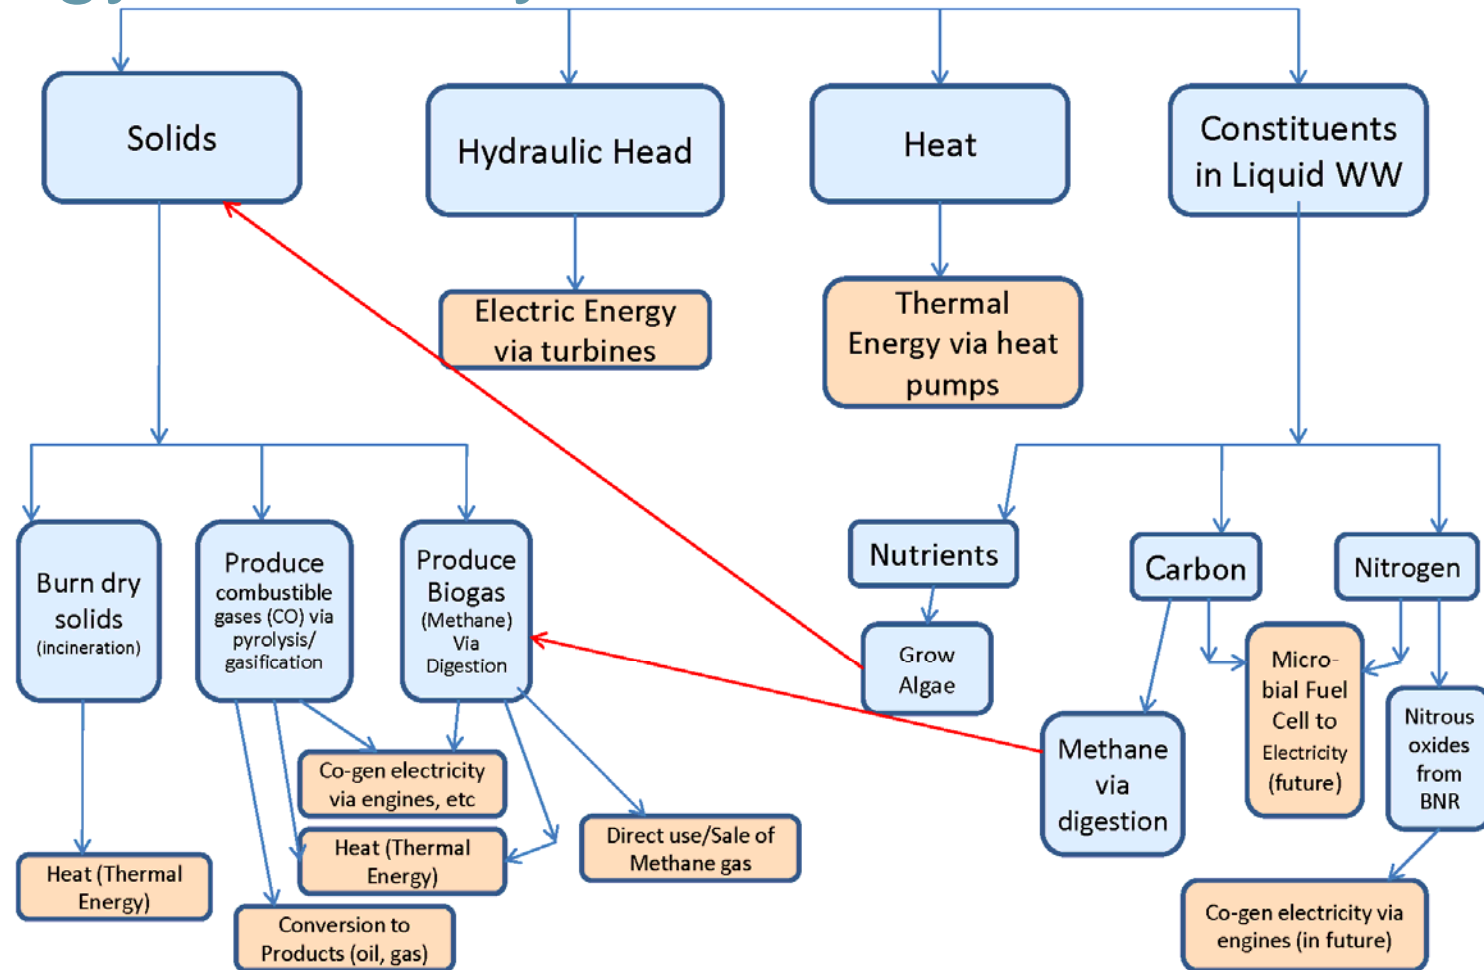 Solids
Hydraulic Head
Heat
Constituents
in Liquid WW
Electric Energy
via turbines
Thermal
Energy via heat
pumps
Burn dry
solids
(incineration)
Produce
combustible
gases (CO) via
pyrolysis/
gasification
Produce
Biogas
(Methane)
Via
Digestion
Nutrients
Carbon
Nitrogen
Grow
Algae
Micro-
bial Fuel
Cell to
Electricity
(future)
Methane
via
digestion
Nitrous
oxides
from
BNR
Co-gen electricity
via engines, etc
Heat (Thermal
Energy)
Direct use/Sale of
Methane gas
Heat (Thermal
Energy)
Conversion to
Products (oil, gas)
Co-gen electricity via
engines (in future)